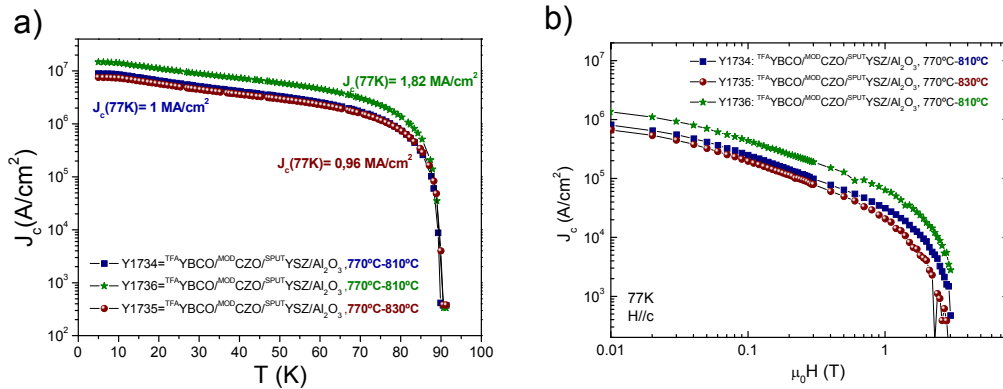 a)
10⁷
10⁶
10⁵
10⁴
10³
10²
J_c(A/cm²)
J_c(77K)= 1,82 MA/cm²
J_c(77K)= 1 MA/cm²
J_c(77K)= 0,96 MA/cm²
Y1734=ᵀᶠᴬYBCO/ᴹᴼᴰCZO/ˢᴾᵁᵀYSZ/Al₂O₃,770ºC-810ºC
Y1736=ᵀᶠᴬYBCO/ᴹᴼᴰCZO/ˢᴾᵁᵀYSZ/Al₂O₃,770ºC-810ºC
Y1735=ᵀᶠᴬYBCO/ᴹᴼᴰCZO/ˢᴾᵁᵀYSZ/Al₂O₃,770ºC-830ºC
0 10 20 30 40 50 60 70 80 90 100
T (K)
b)
10⁷
10⁶
10⁵
10⁴
10³
J_c (A/cm²)
Y1734: ᵀᶠᴬYBCO/ᴹᴼᴰCZO/ˢᴾᵁᵀYSZ/Al₂O₃, 770ºC-810ºC
Y1735: ᵀᶠᴬYBCO/ᴹᴼᴰCZO/ˢᴾᵁᵀYSZ/Al₂O₃, 770ºC-830ºC
Y1736: ᵀᶠᴬYBCO/ᴹᴼᴰCZO/ˢᴾᵁᵀYSZ/Al₂O₃, 770ºC-810ºC
77K
H//c
0.01 0.1 1
μ₀H (T)